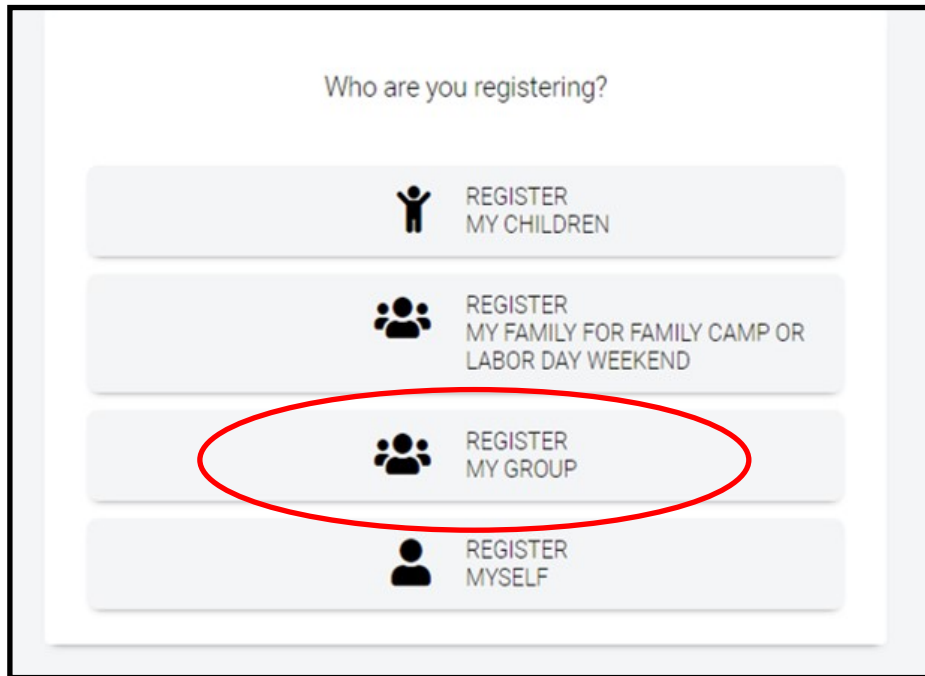 Who are you registering?
REGISTER
MY CHILDREN
REGISTER
MY FAMILY FOR FAMILY CAMP OR
LABOR DAY WEEKEND
REGISTER
MY GROUP
REGISTER
MYSELF